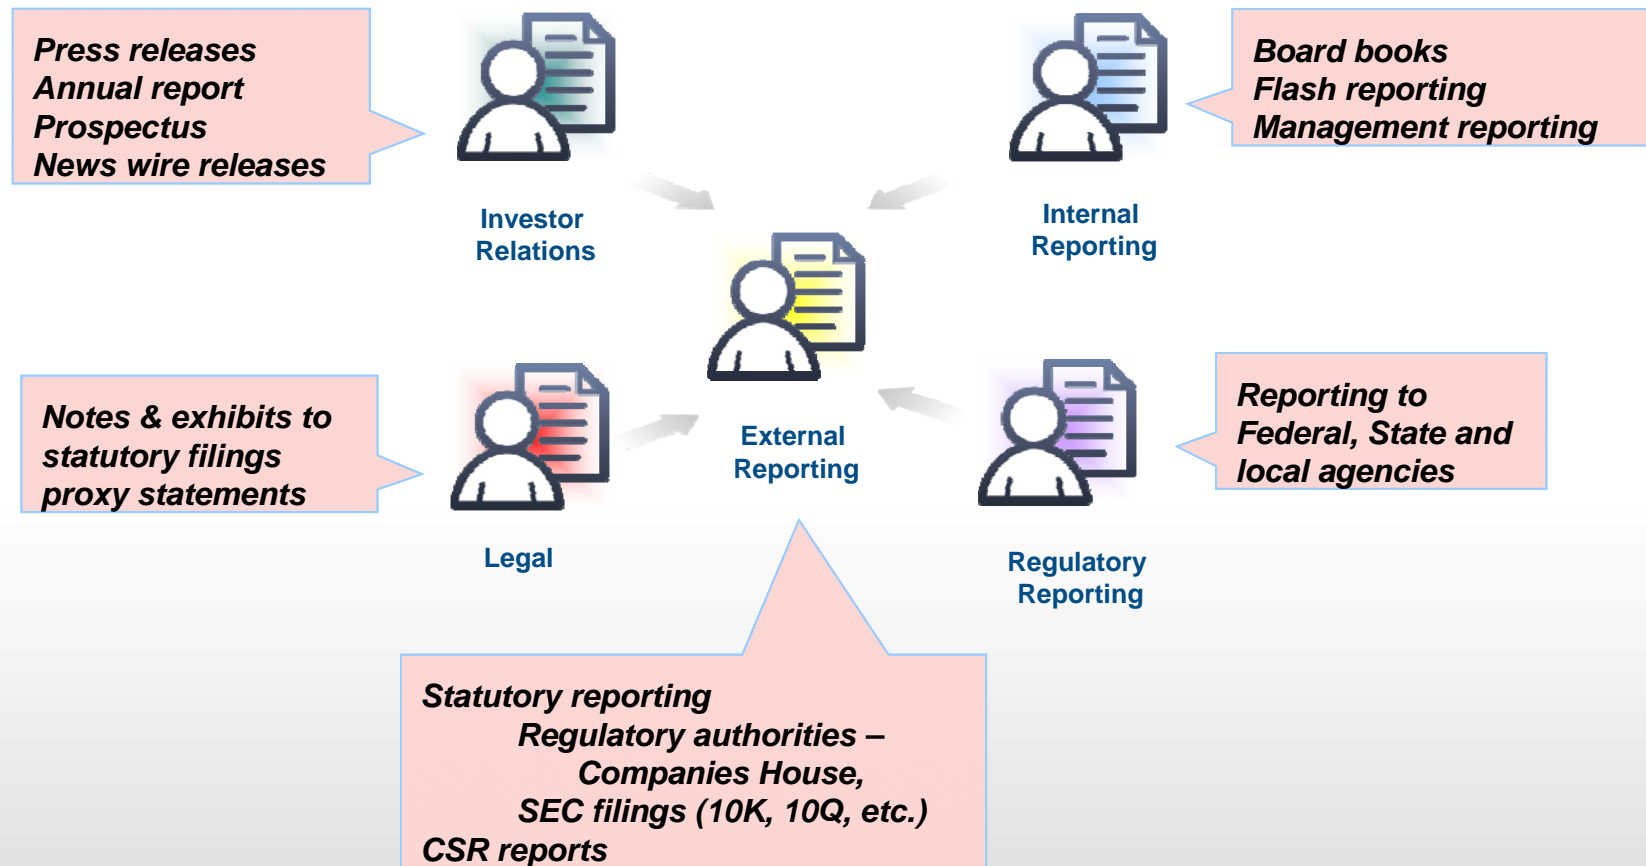 Press releases
Annual report
Prospectus
News wire releases
Board books
Flash reporting
Management reporting
Investor
Relations
Internal
Reporting
Notes & exhibits to
statutory filings
proxy statements
External
Reporting
Reporting to
Federal, State and
local agencies
Legal
Regulatory
Reporting
Statutory reporting
Regulatory authorities –
Companies House,
SEC filings (10K, 10Q, etc.)
CSR reports